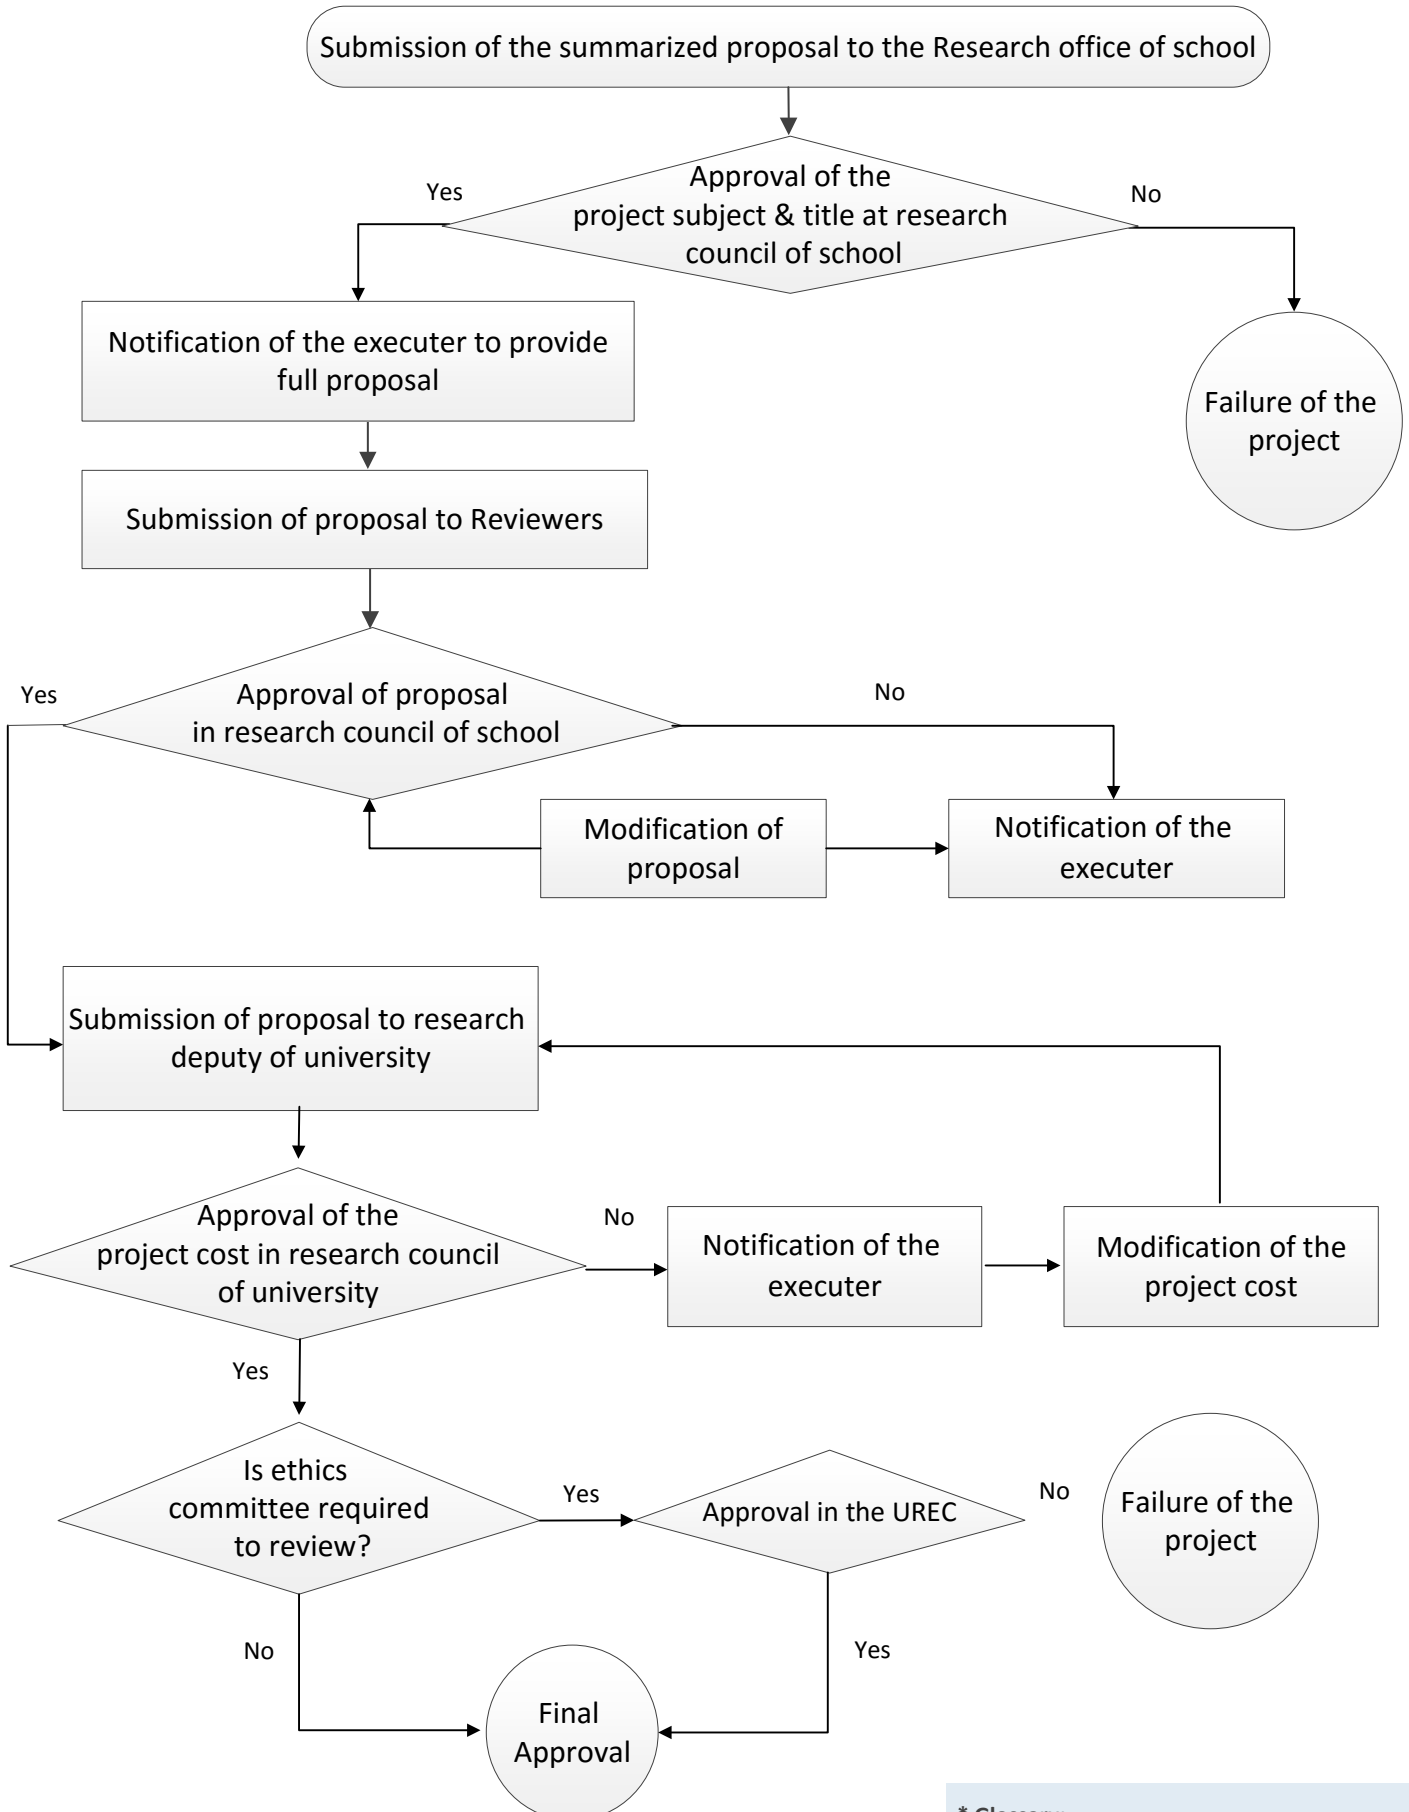 Submission of the summarized proposal to the Research office of school
Approval of the
project subject & title at research
council of school
Yes
No
Notification of the executer to provide
full proposal
Failure of the
project
Submission of proposal to Reviewers
Approval of proposal
in research council of school
Yes
No
Modification of
proposal
Notification of the
executer
Submission of proposal to research
deputy of university
Approval of the
project cost in research council
of university
No
Notification of the
executer
Modification of the
project cost
Yes
Is ethics
committee required
to review?
Yes
Approval in the UREC
No
Failure of the
project
No
Yes
Final
Approval
* Glossary: